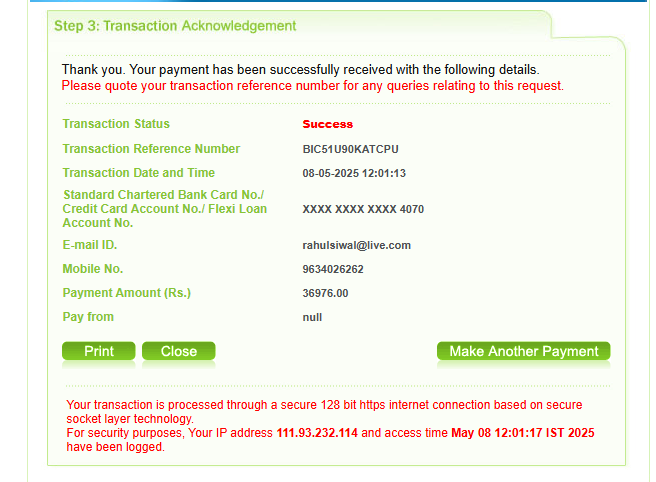 Step 3: Transaction Acknowledgement
Thank you. Your payment has been successfully received with the following details.
Please quote your transaction reference number for any queries relating to this request.
Transaction Status Success
Transaction Reference Number BIC51U90KATCPU
Transaction Date and Time 08-05-2025 12:01:13
Standard Chartered Bank Card No./
Credit Card Account No./ Flexi Loan XXXX XXXX XXXX 4070
Account No.
E-mail ID. rahulsiwal@live.com
Mobile No. 9634026262
Payment Amount (Rs.) 36976.00
Pay from null
Print Close Make Another Payment
Your transaction is processed through a secure 128 bit https internet connection based on secure
socket layer technology.
For security purposes, Your IP address 111.93.232.114 and access time May 08 12:01:17 IST 2025
have been logged.